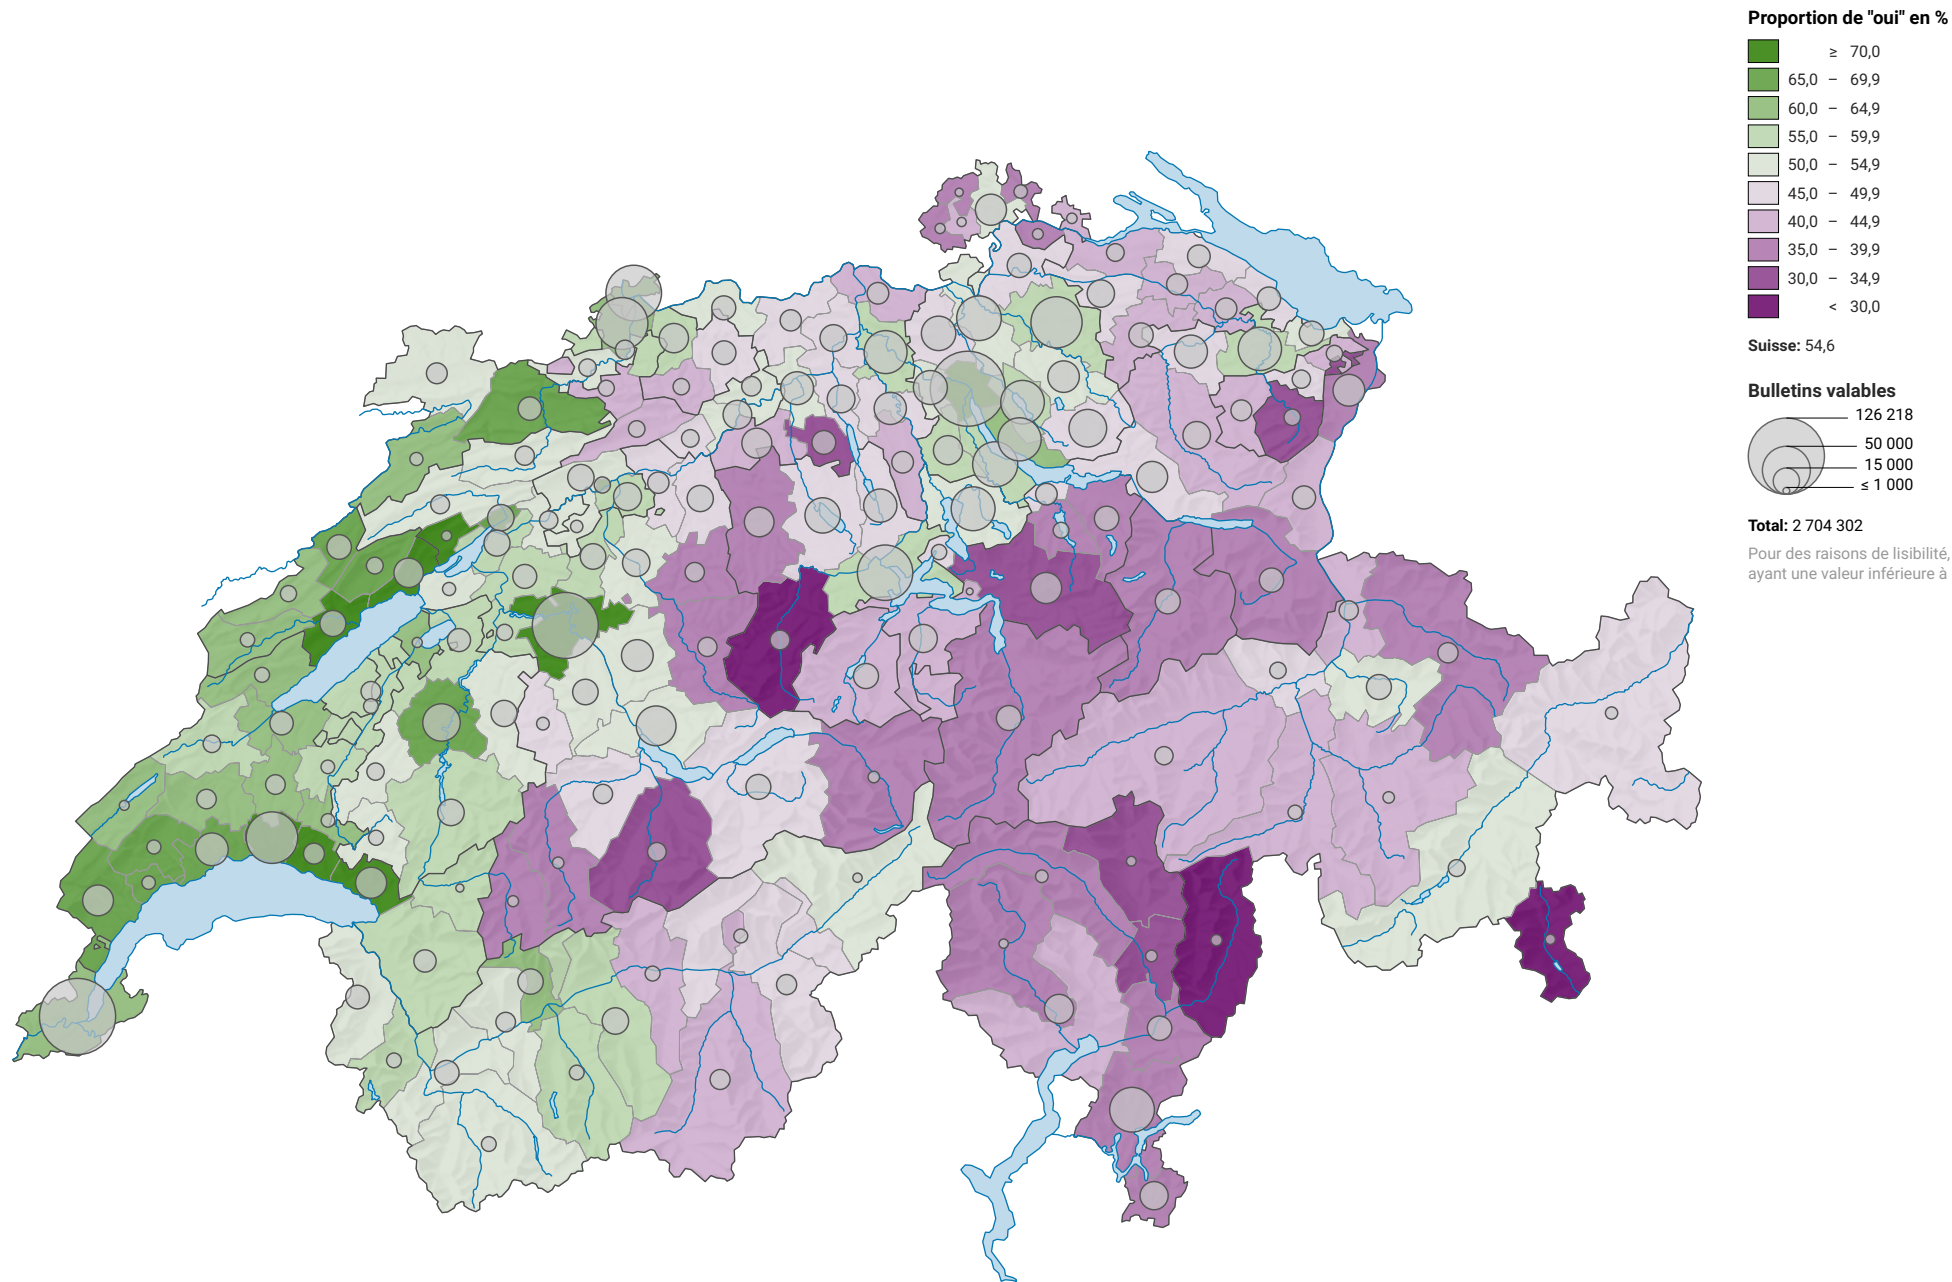 Proportion de "oui" en %
≥ 70,0
65,0 – 69,9
60,0 – 64,9
55,0 – 59,9
50,0 – 54,9
45,0 – 49,9
40,0 – 44,9
35,0 – 39,9
30,0 – 34,9
< 30,0
Suisse: 54,6
Bulletins valables
126 218
50 000
15 000
≤ 1 000
Total: 2 704 302
Pour des raisons de lisibilité,
ayant une valeur inférieure à